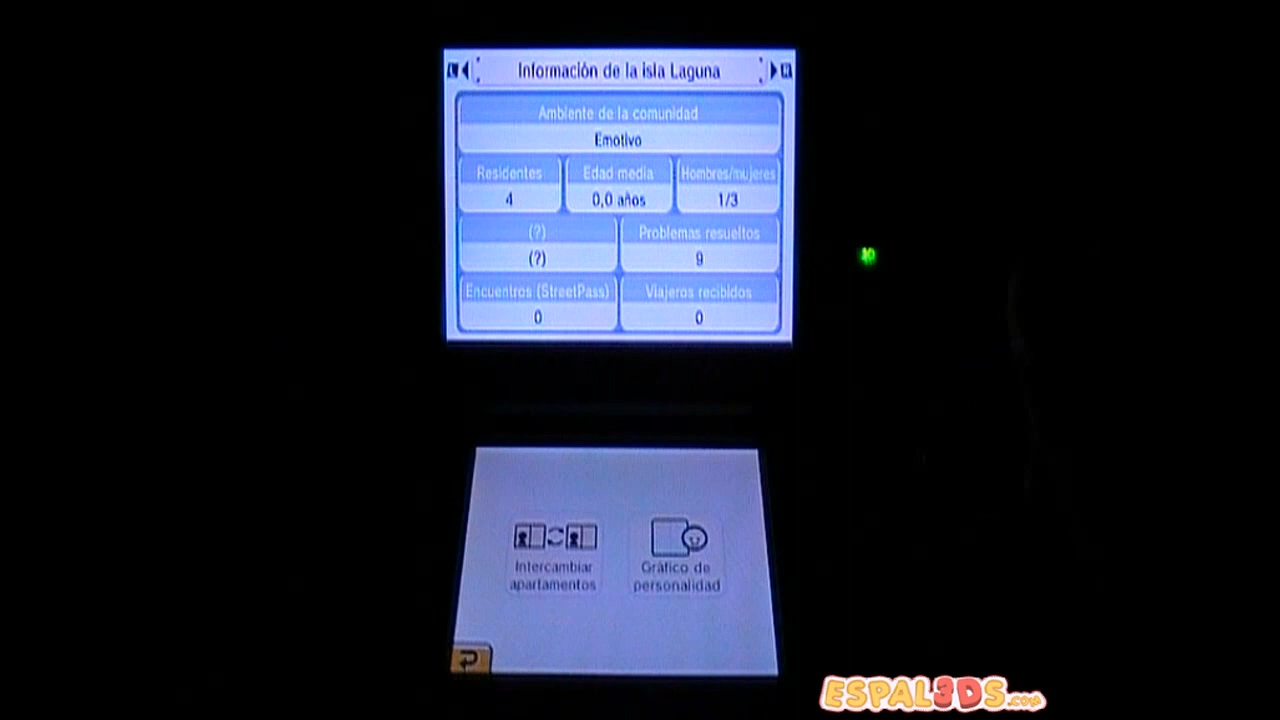 L
Información de la isla Laguna
R
Ambiente de la comunidad
Emotivo
Residentes
Edad media
Hombres/mujeres
4
0,0 años
1/3
(?)
Problemas resueltos
(?)
9
Encuentros (StreetPass)
Viajeros recibidos
0
0
Intercambiar
apartamentos
Gráfico de
personalidad
ESPAL3DS.com